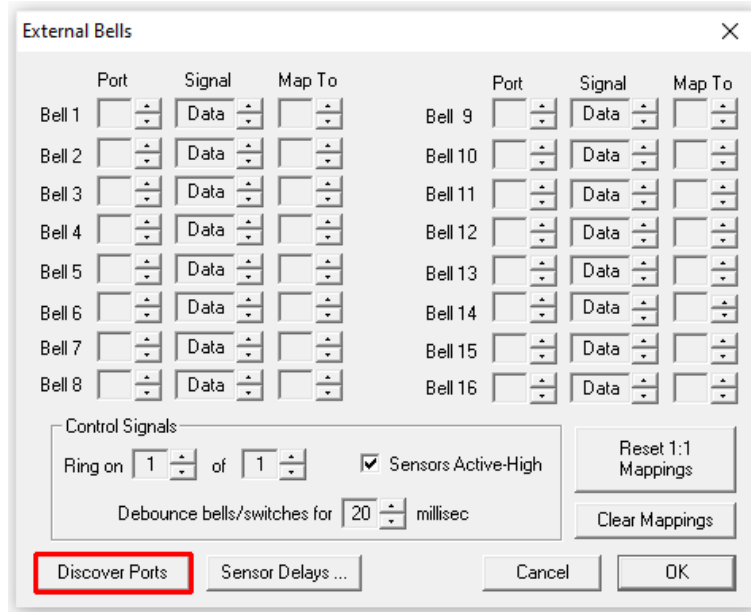 External Bells
Port Signal Map To Port Signal Map To
Bell 1 Data Bell 9 Data
Bell 2 Data Bell 10 Data
Bell 3 Data Bell 11 Data
Bell 4 Data Bell 12 Data
Bell 5 Data Bell 13 Data
Bell 6 Data Bell 14 Data
Bell 7 Data Bell 15 Data
Bell 8 Data Bell 16 Data
Control Signals
Ring on 1 of 1 Sensors Active-High
Debounce bells/switches for 20 millisec
Reset 1:1
Mappings
Clear Mappings
Discover Ports Sensor Delays ... Cancel OK